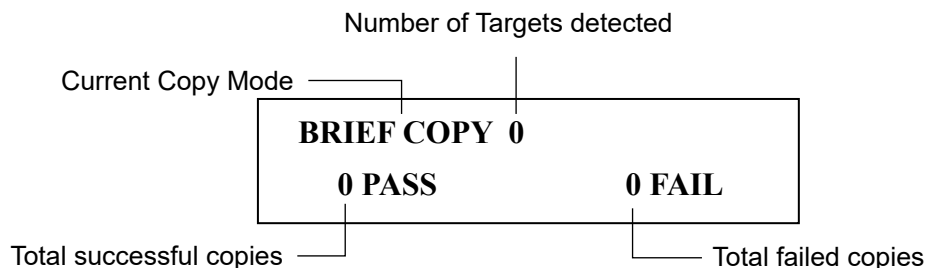 Number of Targets detected
Current Copy Mode
BRIEF COPY 0
0 PASS 0 FAIL
Total successful copies Total failed copies